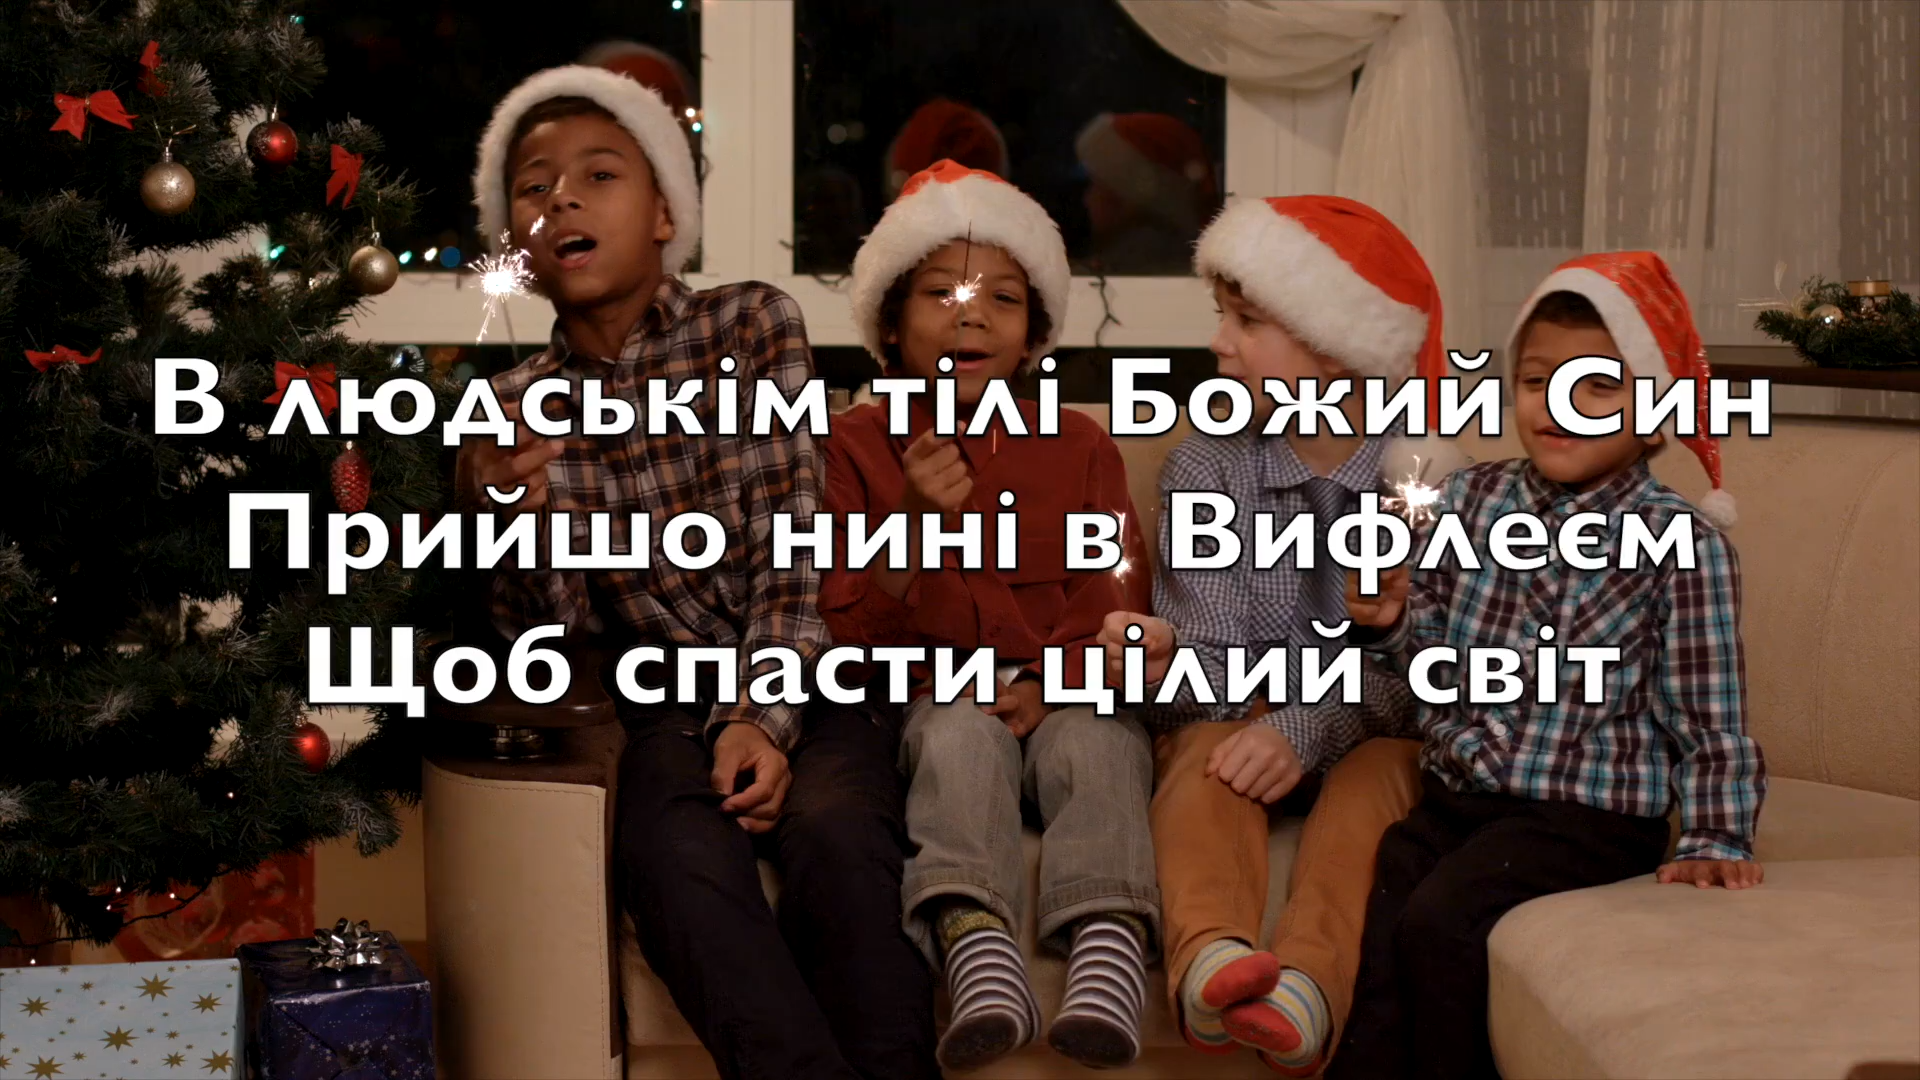 В людськім тілі Божий Син
Прийшо нині в Вифлеєм
Щоб спасти цілий світ